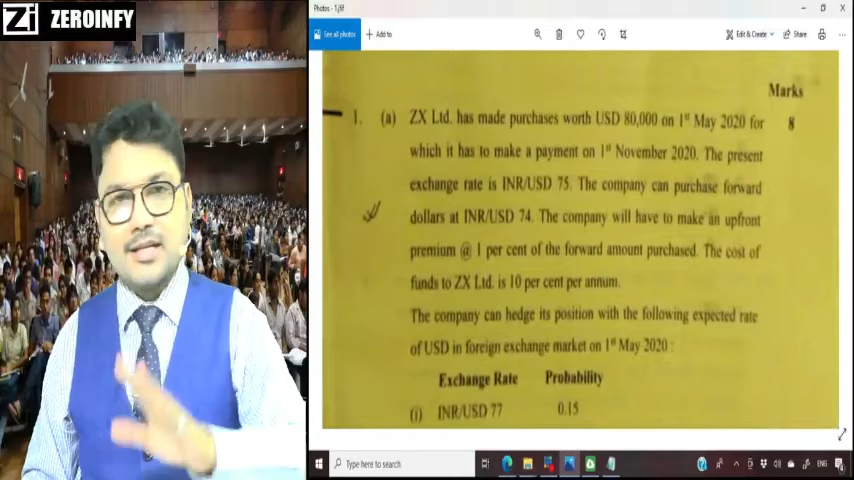 Zi ZEROINFY
Photos - 1.jfif
See all photos
Add to
Edit & Create
Share
Marks
1. (a) ZX Ltd. has made purchases worth USD 80,000 on 1st May 2020 for 8
which it has to make a payment on 1st November 2020. The present
exchange rate is INR/USD 75. The company can purchase forward
dollars at INR/USD 74. The company will have to make an upfront
premium @ 1 per cent of the forward amount purchased. The cost of
funds to ZX Ltd. is 10 per cent per annum.
The company can hedge its position with the following expected rate
of USD in foreign exchange market on 1st May 2020 :
Exchange Rate Probability
(i) INR/USD 77 0.15
Type here to search
ENG